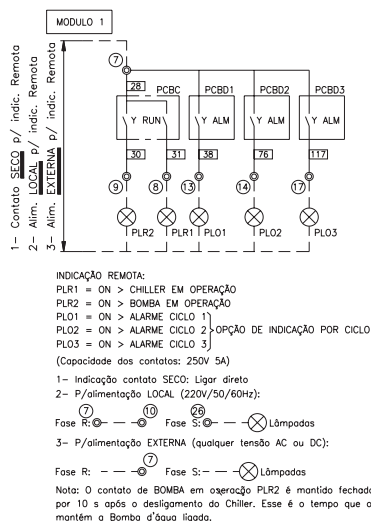 MODULO 1
1- Contato SECO p/ indic. Remota
2- Alim. LOCAL p/ indic. Remota
3- Alim. EXTERNA p/ indic. Remota
7
28 PCBC PCBD1 PCBD2 PCBD3
Y RUN Y ALM Y ALM Y ALM
30 31 38 76 117
9 8 13 14 17
PLR2 PLR1 PLO1 PLO2 PLO3
INDICAÇÃO REMOTA:
PLR1 = ON > CHILLER EM OPERAÇÃO
PLR2 = ON > BOMBA EM OPERAÇÃO
PLO1 = ON > ALARME CICLO 1
PLO2 = ON > ALARME CICLO 2 > OPÇÃO DE INDICAÇÃO POR CICLO
PLO3 = ON > ALARME CICLO 3
(Capacidade dos contatos: 250V 5A)
1- Indicação contato SECO: Ligar direto
2- P/alimentação LOCAL (220V/50/60Hz):
7 10 26
Fase R: Fase S: Lâmpadas
3- P/alimentação EXTERNA (qualquer tensão AC ou DC):
7
Fase R: Fase S: Lâmpadas
Nota: O contato de BOMBA em operação PLR2 é mantido fechado
por 10 s após o desligamento do Chiller. Esse é o tempo que a
mantém a Bomba d'água ligada.